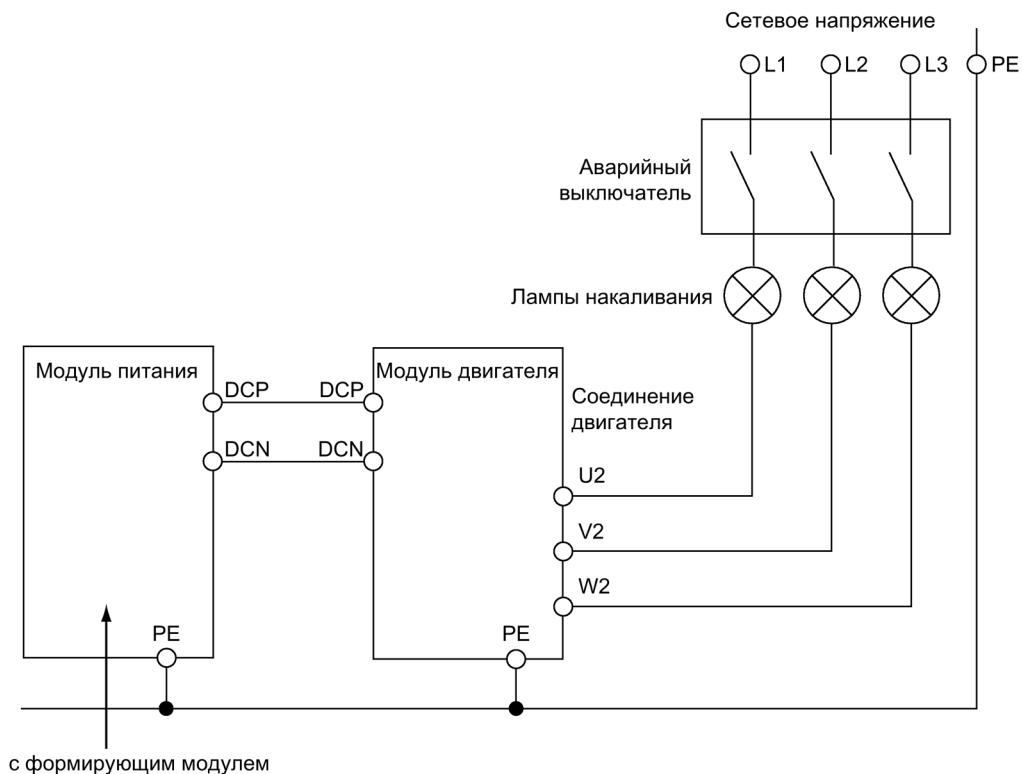 Сетевое напряжение
L1
L2
L3
PE
Аварийный
выключатель
Лампы накаливания
Модуль питания
Модуль двигателя
DCP
DCP
Соединение
двигателя
DCN
DCN
U2
V2
W2
PE
PE
с формирующим модулем